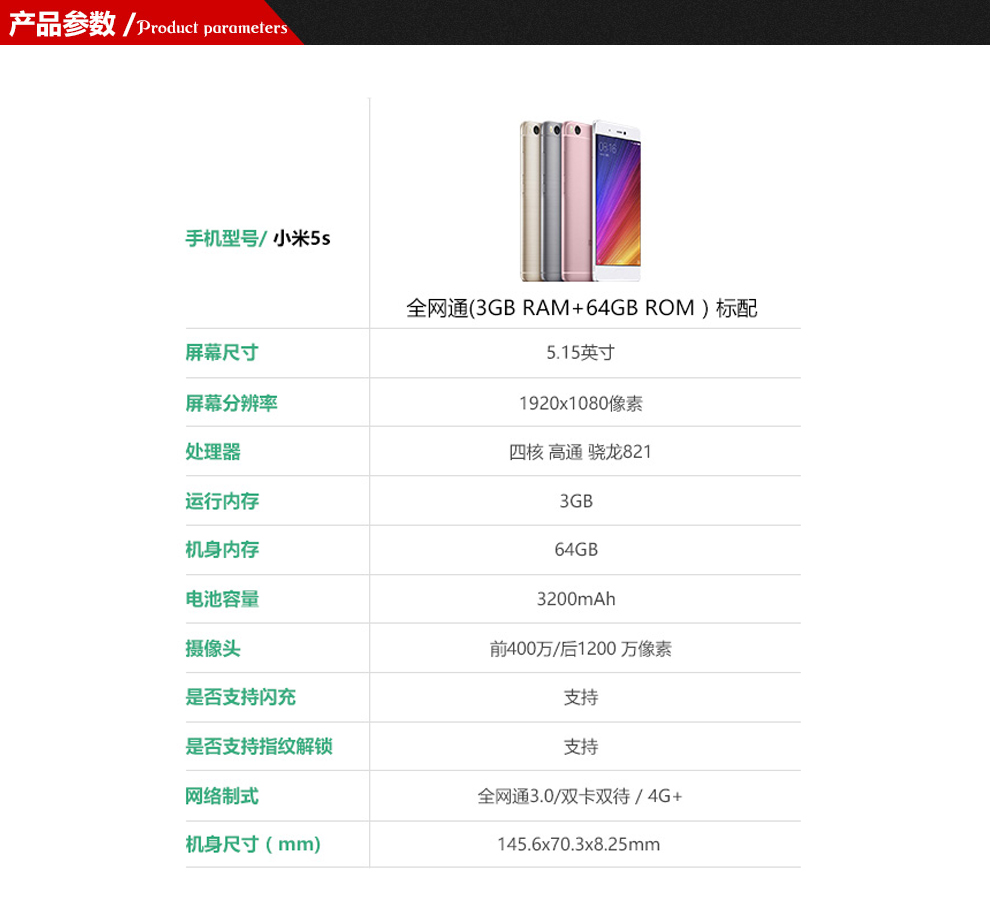 产品参数 /Product parameters
手机型号/ 小米5s
全网通(3GB RAM+64GB ROM ) 标配
屏幕尺寸 5.15英寸
屏幕分辨率 1920x1080像素
处理器 四核 高通 骁龙821
运行内存 3GB
机身内存 64GB
电池容量 3200mAh
摄像头 前400万/后1200 万像素
是否支持闪充 支持
是否支持指纹解锁 支持
网络制式 全网通3.0/双卡双待 / 4G+
机身尺寸 ( mm) 145.6x70.3x8.25mm